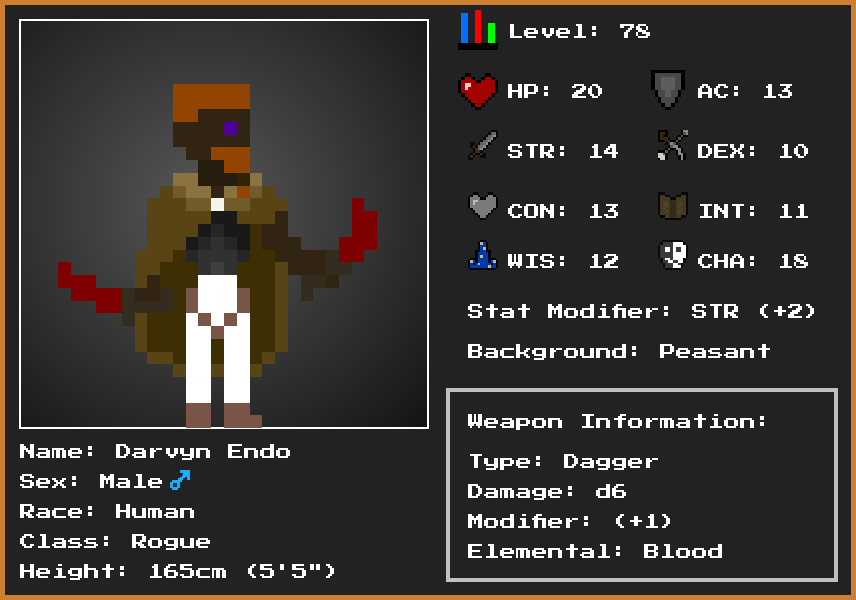 Level: 78
HP: 20
AC: 13
STR: 14
DEX: 10
CON: 13
INT: 11
WIS: 12
CHA: 18
Stat Modifier: STR (+2)
Background: Peasant
Weapon Information:
Type: Dagger
Damage: d6
Modifier: (+1)
Elemental: Blood
Name: Darvyn Endo
Sex: Male♂
Race: Human
Class: Rogue
Height: 165cm (5'5")